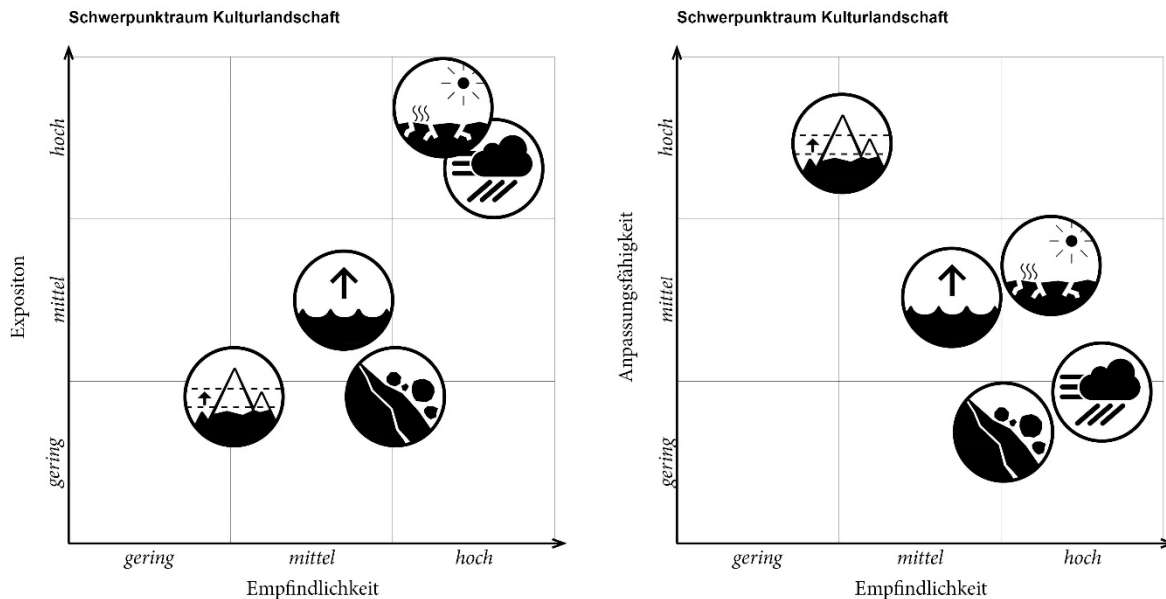 Schwerpunktraum Kulturlandschaft
Expositon
hoch
mittel
gering
gering
mittel
hoch
Empfindlichkeit
Schwerpunktraum Kulturlandschaft
Anpassungsfähigkeit
hoch
mittel
gering
gering
mittel
hoch
Empfindlichkeit